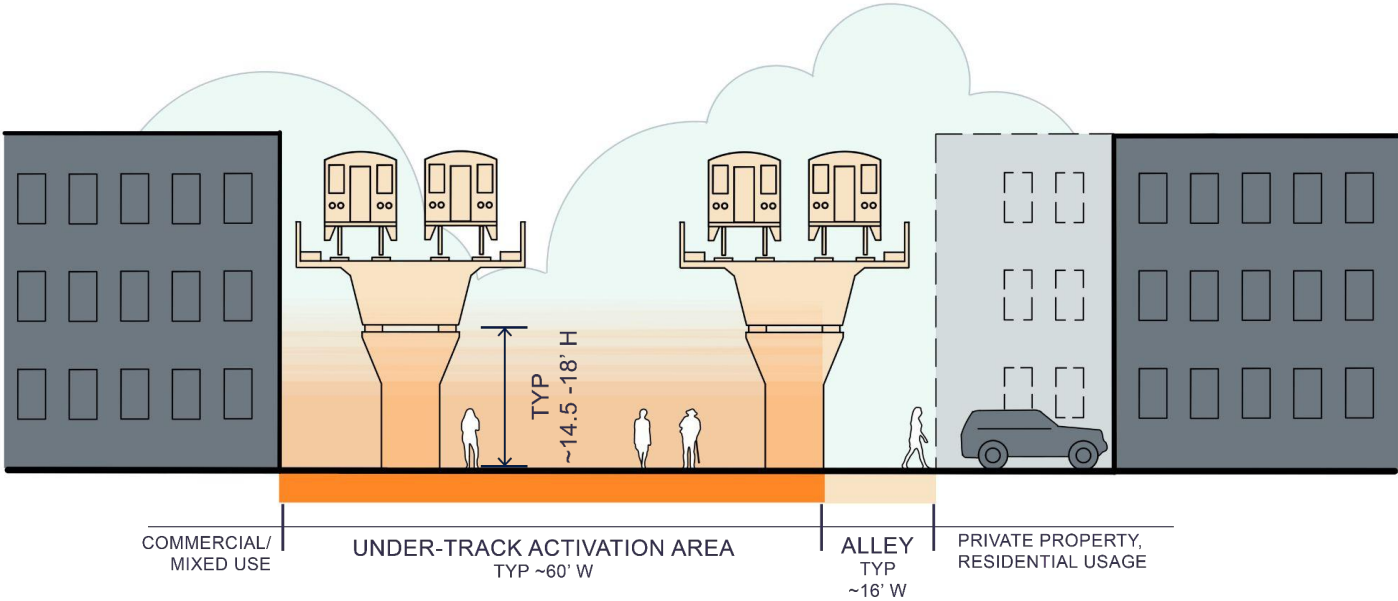 TYP
~14.5 -18’ H
COMMERCIAL/
MIXED USE
UNDER-TRACK ACTIVATION AREA
TYP ~60’ W
ALLEY
TYP
~16’ W
PRIVATE PROPERTY,
RESIDENTIAL USAGE